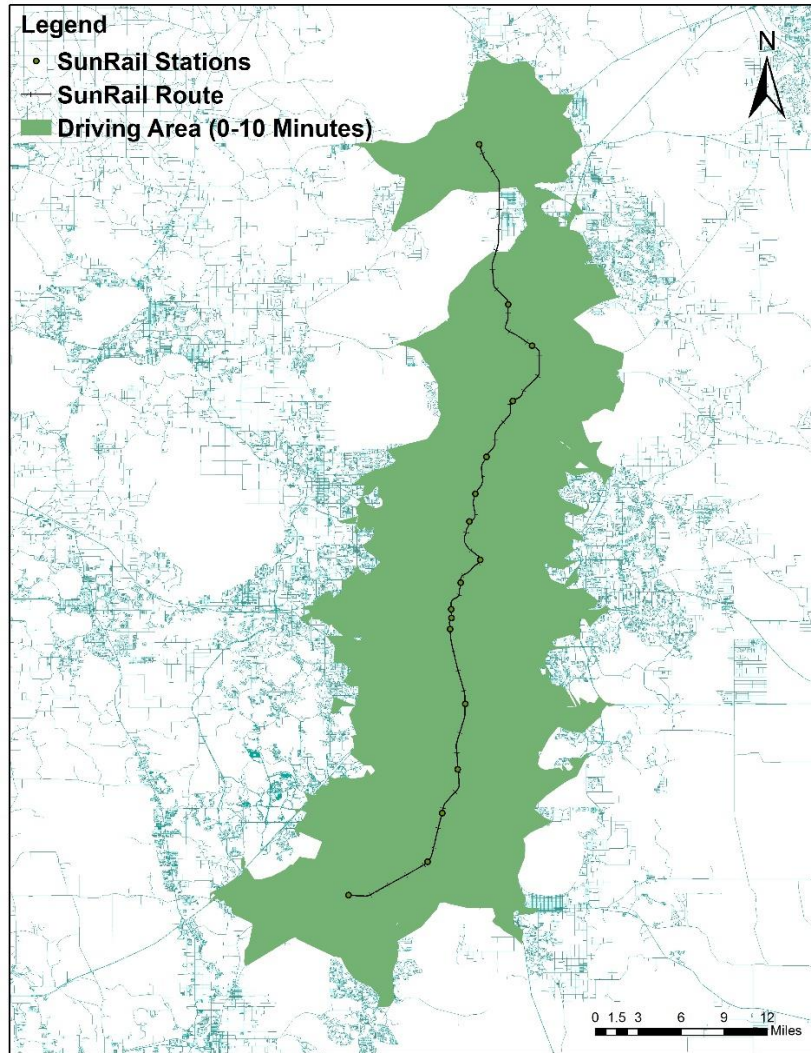 Legend
SunRail Stations
SunRail Route
Driving Area (0-10 Minutes)
N
0 1.5 3 6 9 12
Miles